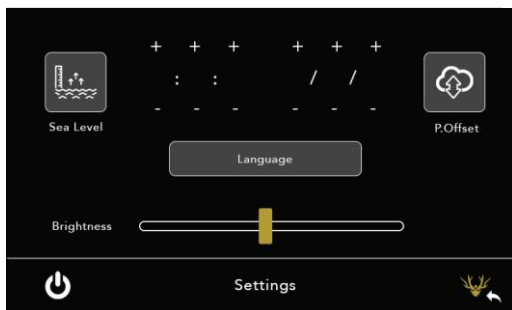 + + + + + +
: : / /
- - - - - -
Sea Level
P.Offset
Language
Brightness
Settings